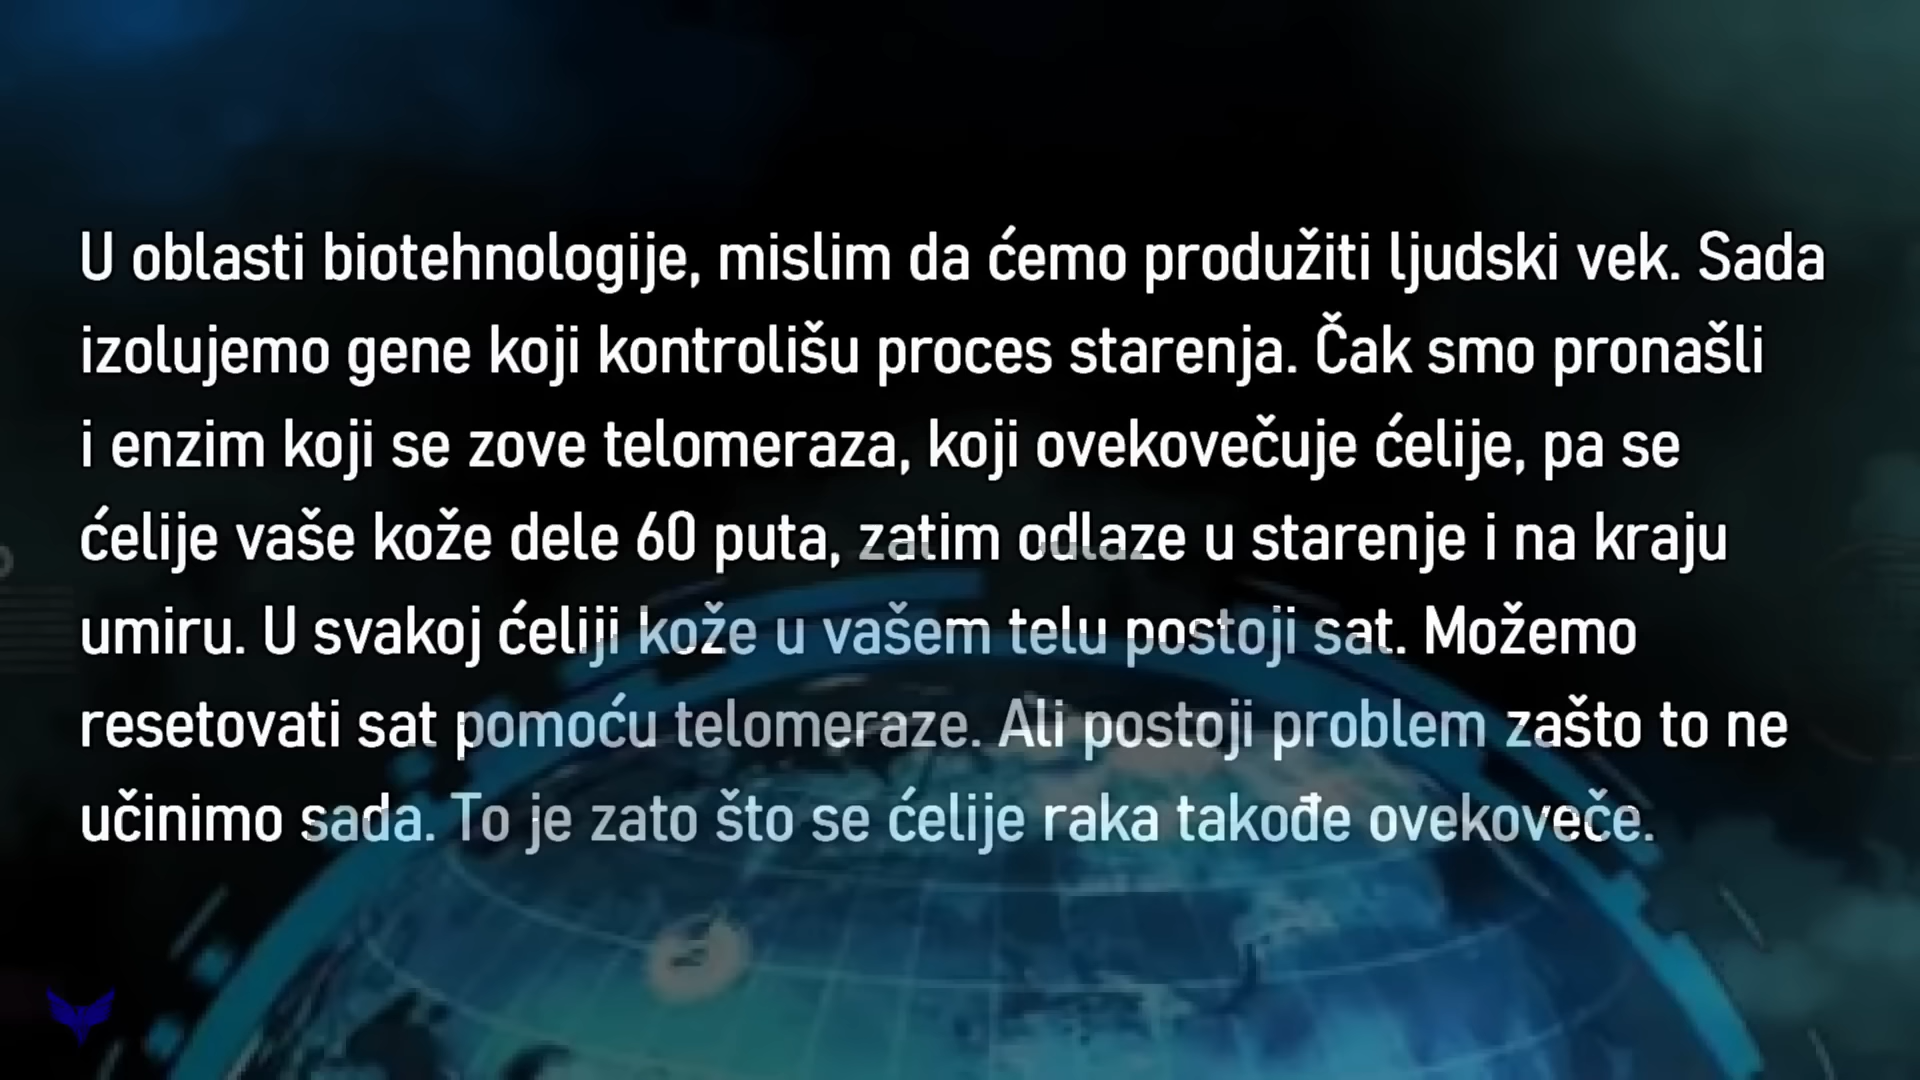 U oblasti biotehnologije, mislim da ćemo produžiti ljudski vek. Sada
izolujemo gene koji kontrolišu proces starenja. Čak smo pronašli
i enzim koji se zove telomeraza, koji ovekovečuje ćelije, pa se
ćelije vaše kože dele 60 puta, zatim odlaze u starenje i na kraju
umiru. U svakoj ćeliji kože u vašem telu postoji sat. Možemo
resetovati sat pomoću telomeraze. Ali postoji problem zašto to ne
učinimo sada. To je zato što se ćelije raka takođe ovekoveče.